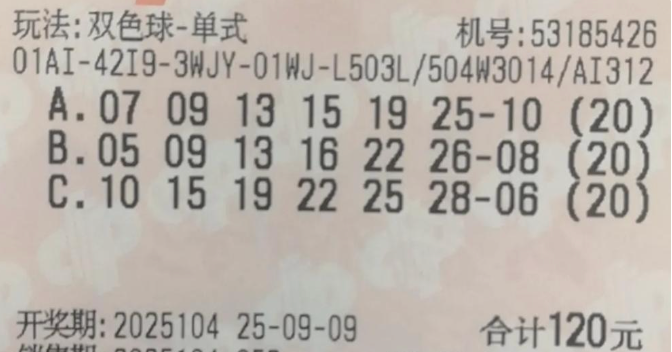 玩法:双色球-单式 机号:53185426
01AI-42I9-3WJY-01WJ-L503L/504W3014/AI312
A.07 09 13 15 19 25-10 (20)
B.05 09 13 16 22 26-08 (20)
C.10 15 19 22 25 28-06 (20)
开奖期:2025104 25-09-09 合计120元